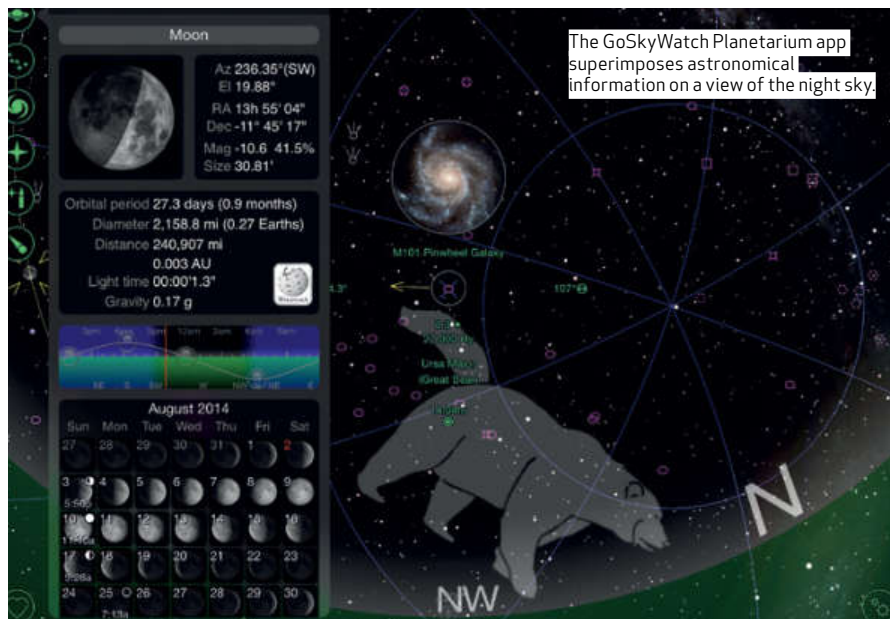 Moon
The GoSkyWatch Planetarium app
superimposes astronomical
information on a view of the night sky.
Az 236.35°(SW)
El 19.88°
RA 13h 55' 04"
Dec -11° 45' 17"
Mag -10.6 41.5%
Size 30.81'
Orbital period 27.3 days (0.9 months)
Diameter 2,158.8 mi (0.27 Earths)
Distance 240,907 mi
0.003 AU
Light time 00:00'1.3"
Gravity 0.17 g
M101 Pinwheel Galaxy
4.3°
107°
Ursa Major
(Great Bear)
August 2014
Sun Mon Tue Wed Thu Fri Sat
27 28 29 30 31 1 2
3 4 5 6 7 8 9
10 11 12 13 14 15 16
17 18 19 20 21 22 23
24 25 26 27 28 29 30
7:13a
NW
N